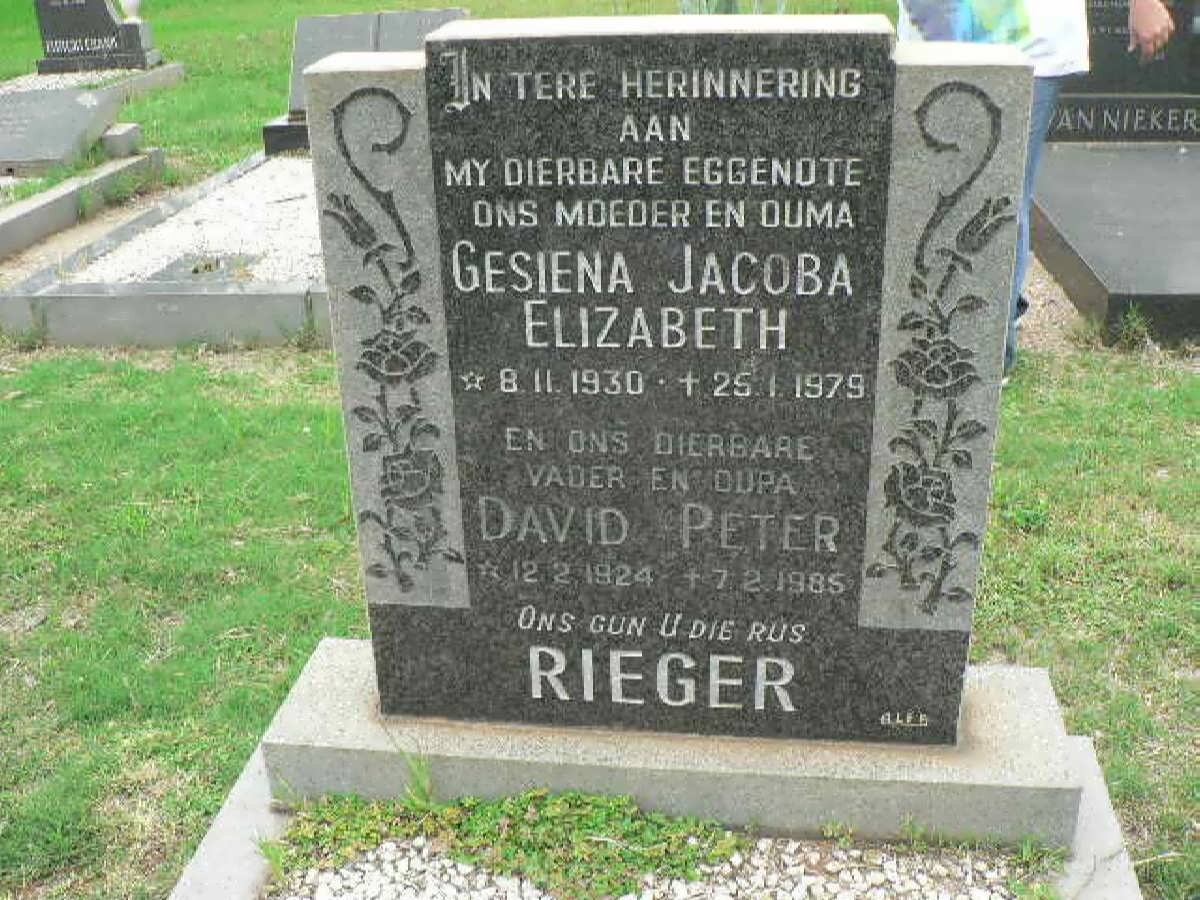 IN TERE HERINNERING
AAN
MY DIERBARE EGGENOTE
ONS MOEDER EN OUMA
GESIENA JACOBA
ELIZABETH
☆ 8.11.1930 · † 25.1.1979
EN ONS DIERBARE
VADER EN OUPA
DAVID PETER
☆ 12.2.1924 † 7.2.1985
ONS GUN U DIE RUS
RIEGER
VAN NIEKER